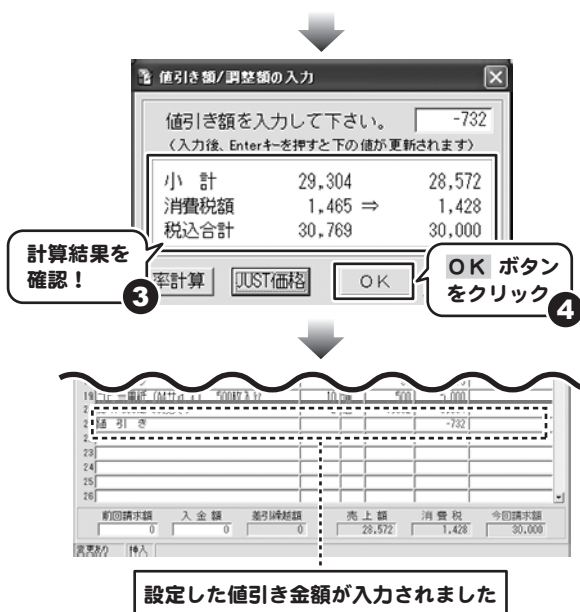 値引き額/調整額の入力
値引き額を入力して下さい。 -732
(入力後、Enterキーを押すと下の値が更新されます)
小 計 29,304 28,572
消費税額 1,465 ⇒ 1,428
税込合計 30,769 30,000
計算結果を
確認！
3
率計算 JUST価格 OK
OK ボタン
をクリック
4
値 引 き -732
23
24
25
26
前回請求額 入 金 額 差引繰越額 売 上 額 消 費 税 今回請求額
0 0 0 28,572 1,428 30,000
変更あり 挿入
設定した値引き金額が入力されました